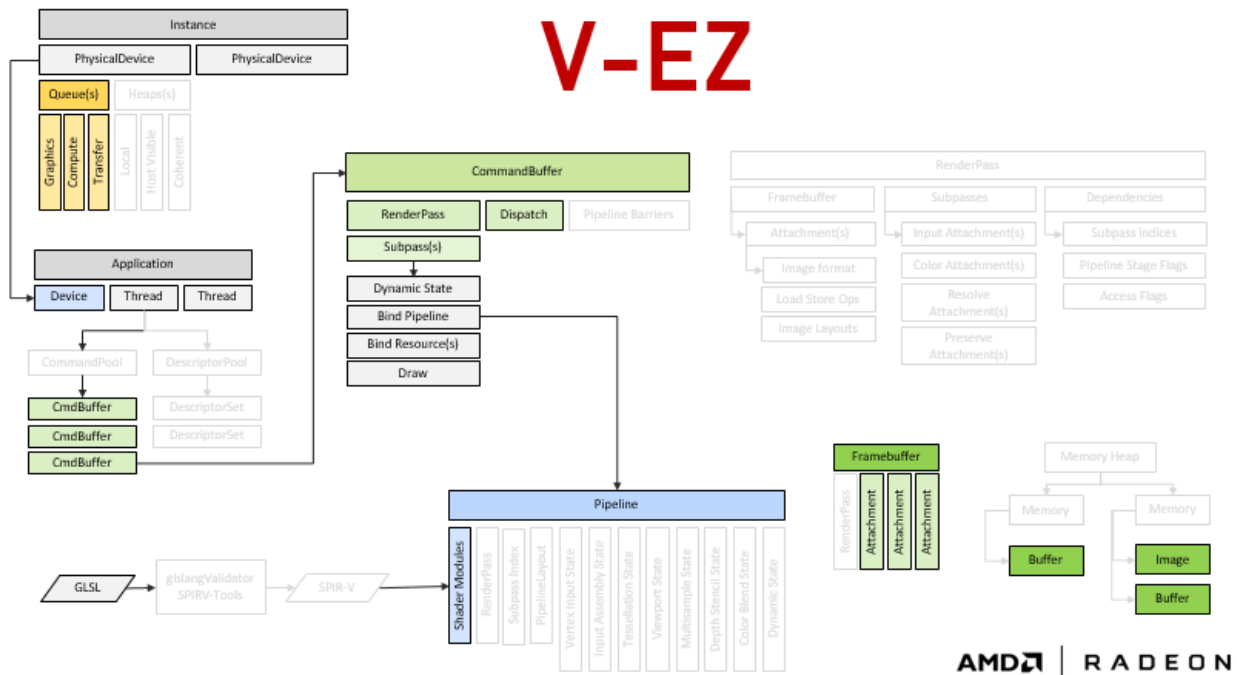 V-EZ
Instance
PhysicalDevice
PhysicalDevice
Queue(s)
Heaps(s)
Graphics
Compute
Transfer
Local
Host Visible
Coherent
Application
Device
Thread
Thread
CommandPool
DescriptorPool
CmdBuffer
DescriptorSet
CmdBuffer
DescriptorSet
CmdBuffer
CommandBuffer
RenderPass
Dispatch
Pipeline Barriers
Subpass(s)
Dynamic State
Bind Pipeline
Bind Resource(s)
Draw
RenderPass
Framebuffer
Subpasses
Dependencies
Attachment(s)
Input Attachment(s)
Subpass indices
Image format
Color Attachment(s)
Pipeline Stage Flags
Load Store Ops
Resolve
Attachment(s)
Access Flags
Image Layouts
Preserve
Attachment(s)
GLSL
glslangValidator
SPIRV-Tools
SPIR-V
Pipeline
Shader Modules
RenderPass
Subpass Index
PipelineLayout
Vertex Input State
Input Assembly State
Tessellation State
Viewport State
Multisample State
Depth Stencil State
Color Blend State
Dynamic State
Framebuffer
RenderPass
Attachment
Attachment
Attachment
Memory Heap
Memory
Memory
Buffer
Image
Buffer
AMD
RADEON